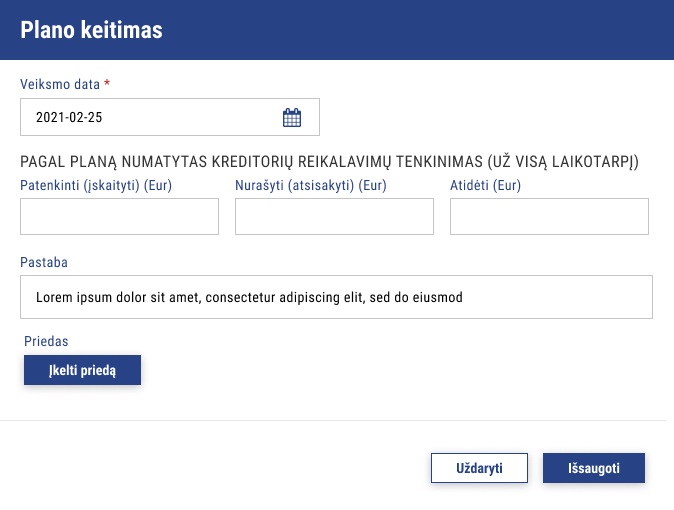 Plano keitimas
Veiksmo data *
2021-02-25
PAGAL PLANĄ NUMATYTAS KREDITORIŲ REIKALAVIMŲ TENKINIMAS (UŽ VISĄ LAIKOTARPĮ)
Patenkinti (įskaityti) (Eur) Nurašyti (atsisakyti) (Eur) Atidėti (Eur)
Pastaba
Lorem ipsum dolor sit amet, consectetur adipiscing elit, sed do eiusmod
Priedas
Įkelti priedą
Uždaryti Išsaugoti